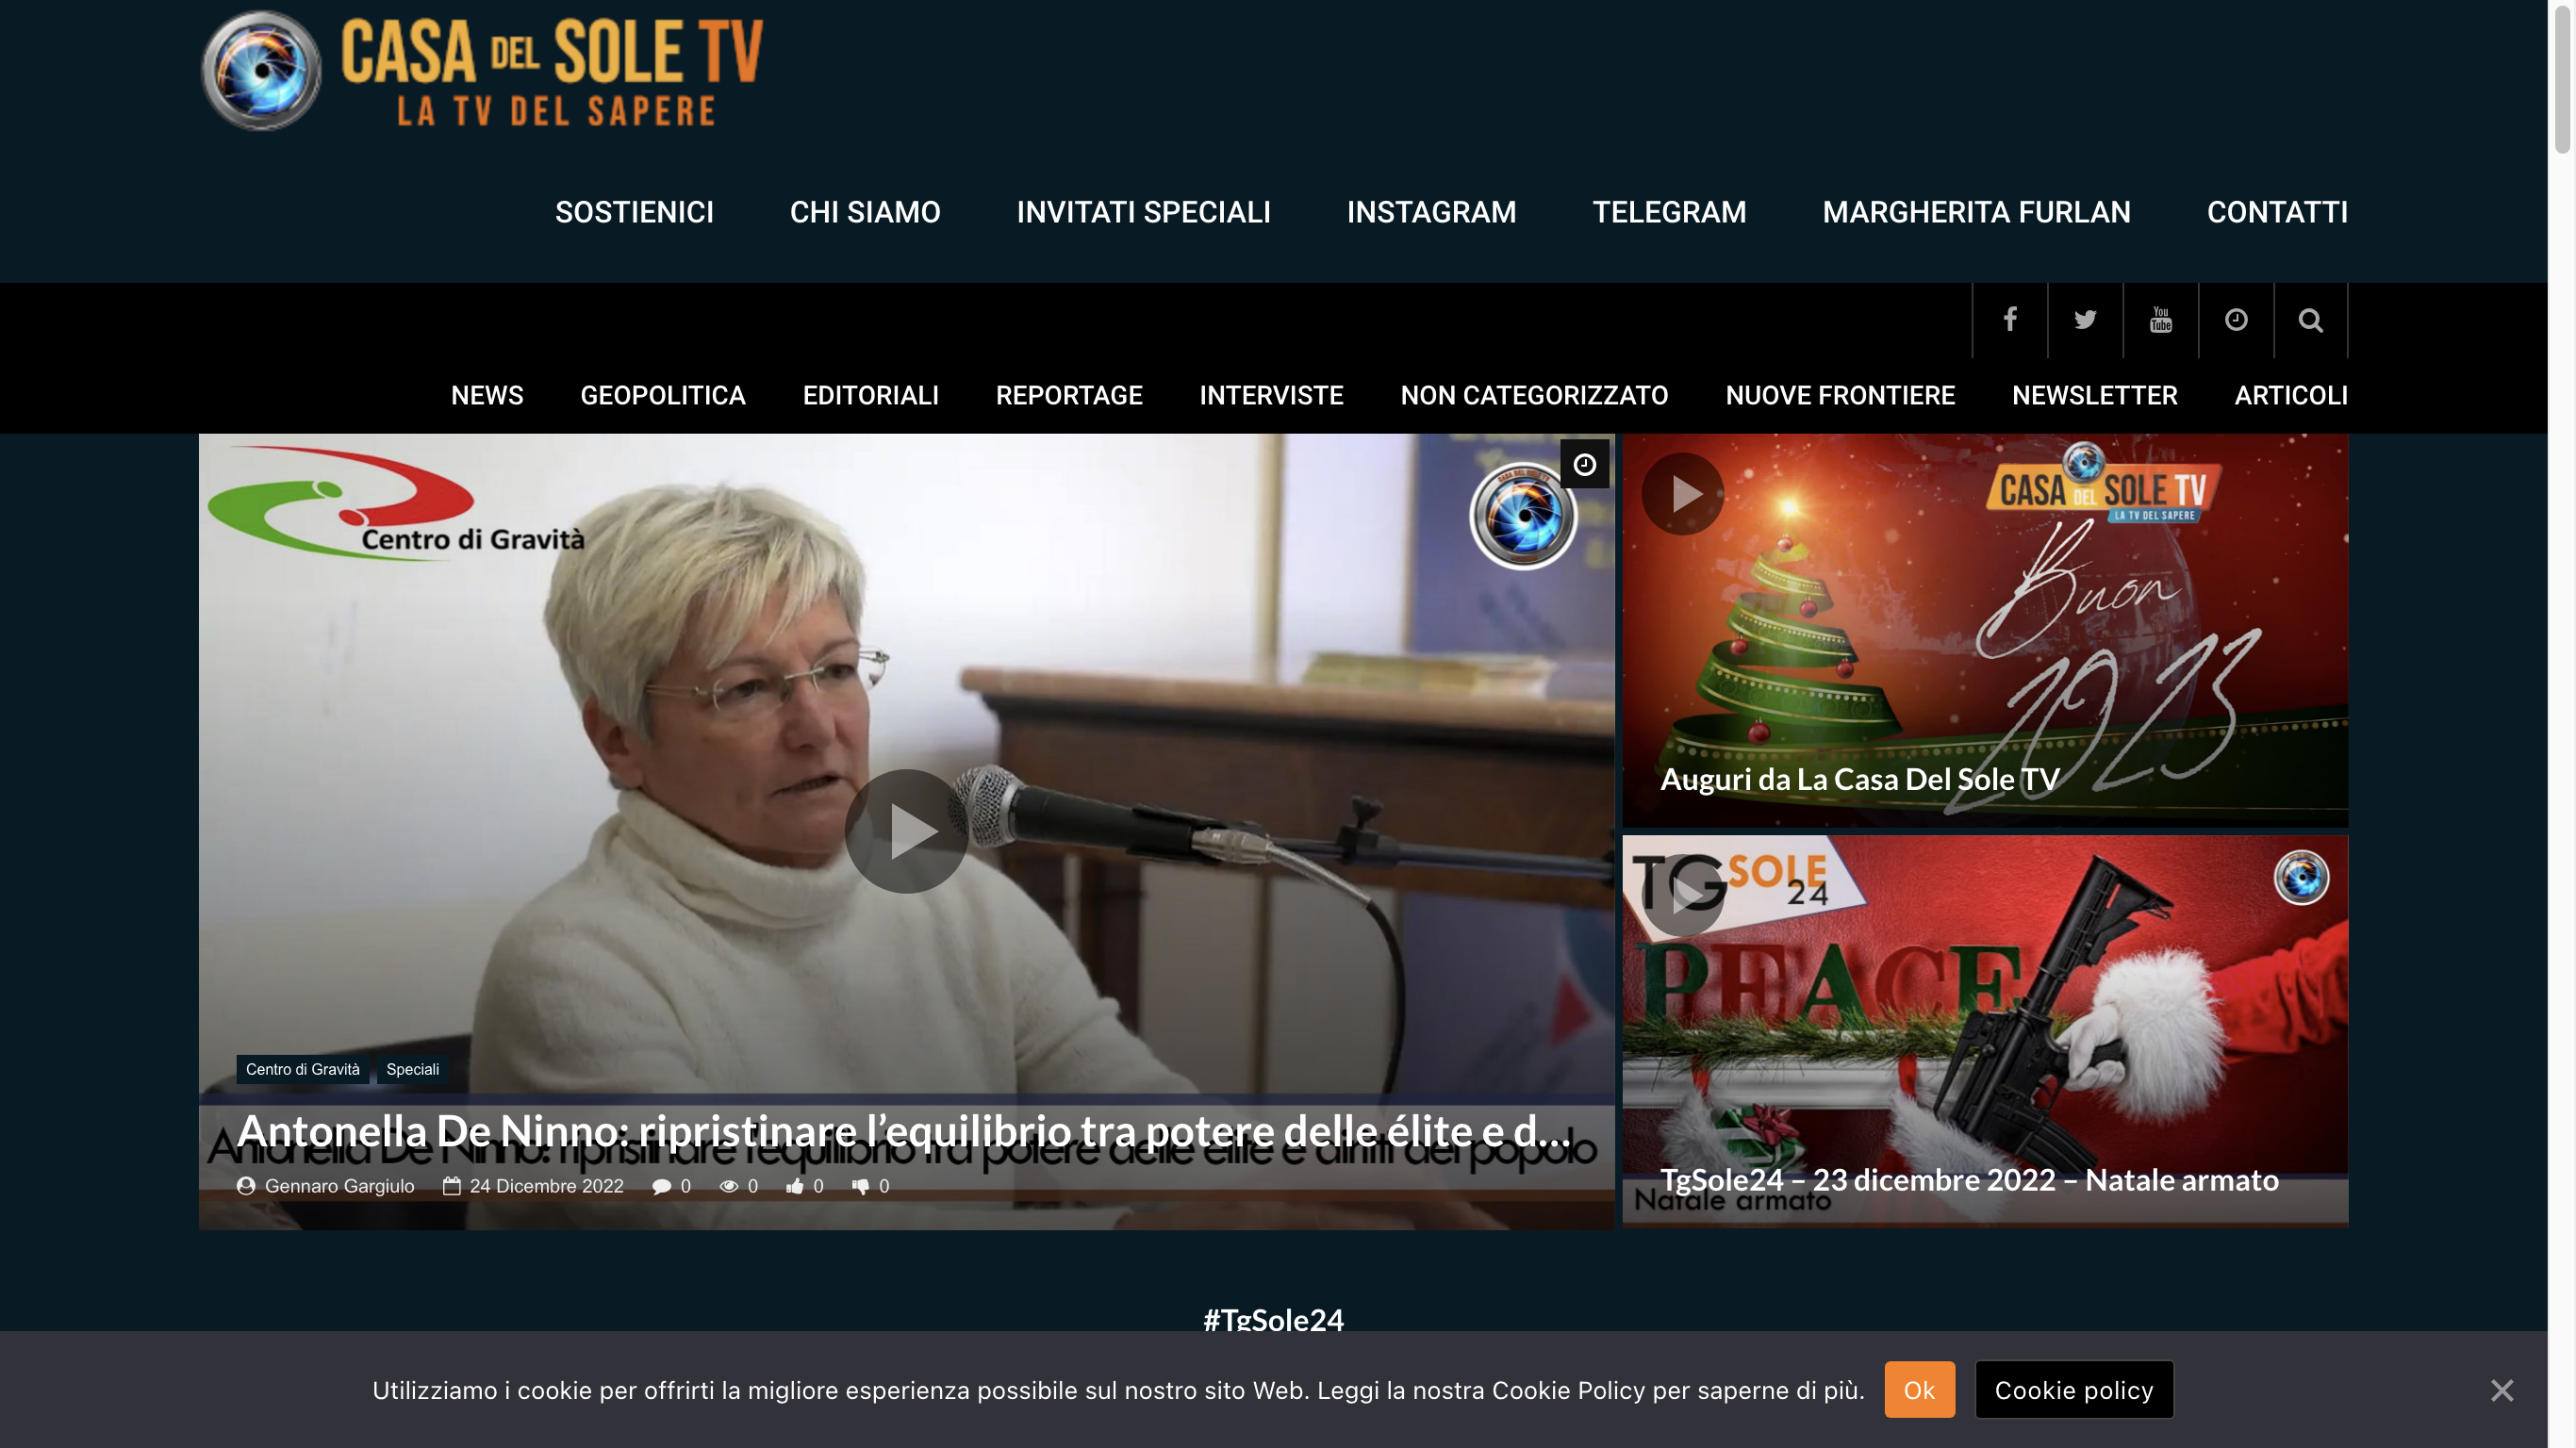 CASA DEL SOLE TV
LA TV DEL SAPERE
SOSTIENICI CHI SIAMO INVITATI SPECIALI INSTAGRAM TELEGRAM MARGHERITA FURLAN CONTATTI
You Tube
NEWS GEOPOLITICA EDITORIALI REPORTAGE INTERVISTE NON CATEGORIZZATO NUOVE FRONTIERE NEWSLETTER ARTICOLI
Centro di Gravità
Centro di Gravità Speciali
Antonella De Ninno: ripristinare l’equilibrio tra potere delle élite e d…
Antonella De Ninno: ripristinare l'equilibrio tra potere delle élite e diritti del popolo
Gennaro Gargiulo 24 Dicembre 2022 0 0 0 0
CASA DEL SOLE TV
LA TV DEL SAPERE
Buon
2023
Auguri da La Casa Del Sole TV
TGSOLE
24
PEACE
TgSole24 – 23 dicembre 2022 – Natale armato
Natale armato
#TgSole24
Utilizziamo i cookie per offrirti la migliore esperienza possibile sul nostro sito Web. Leggi la nostra Cookie Policy per saperne di più. Ok Cookie policy